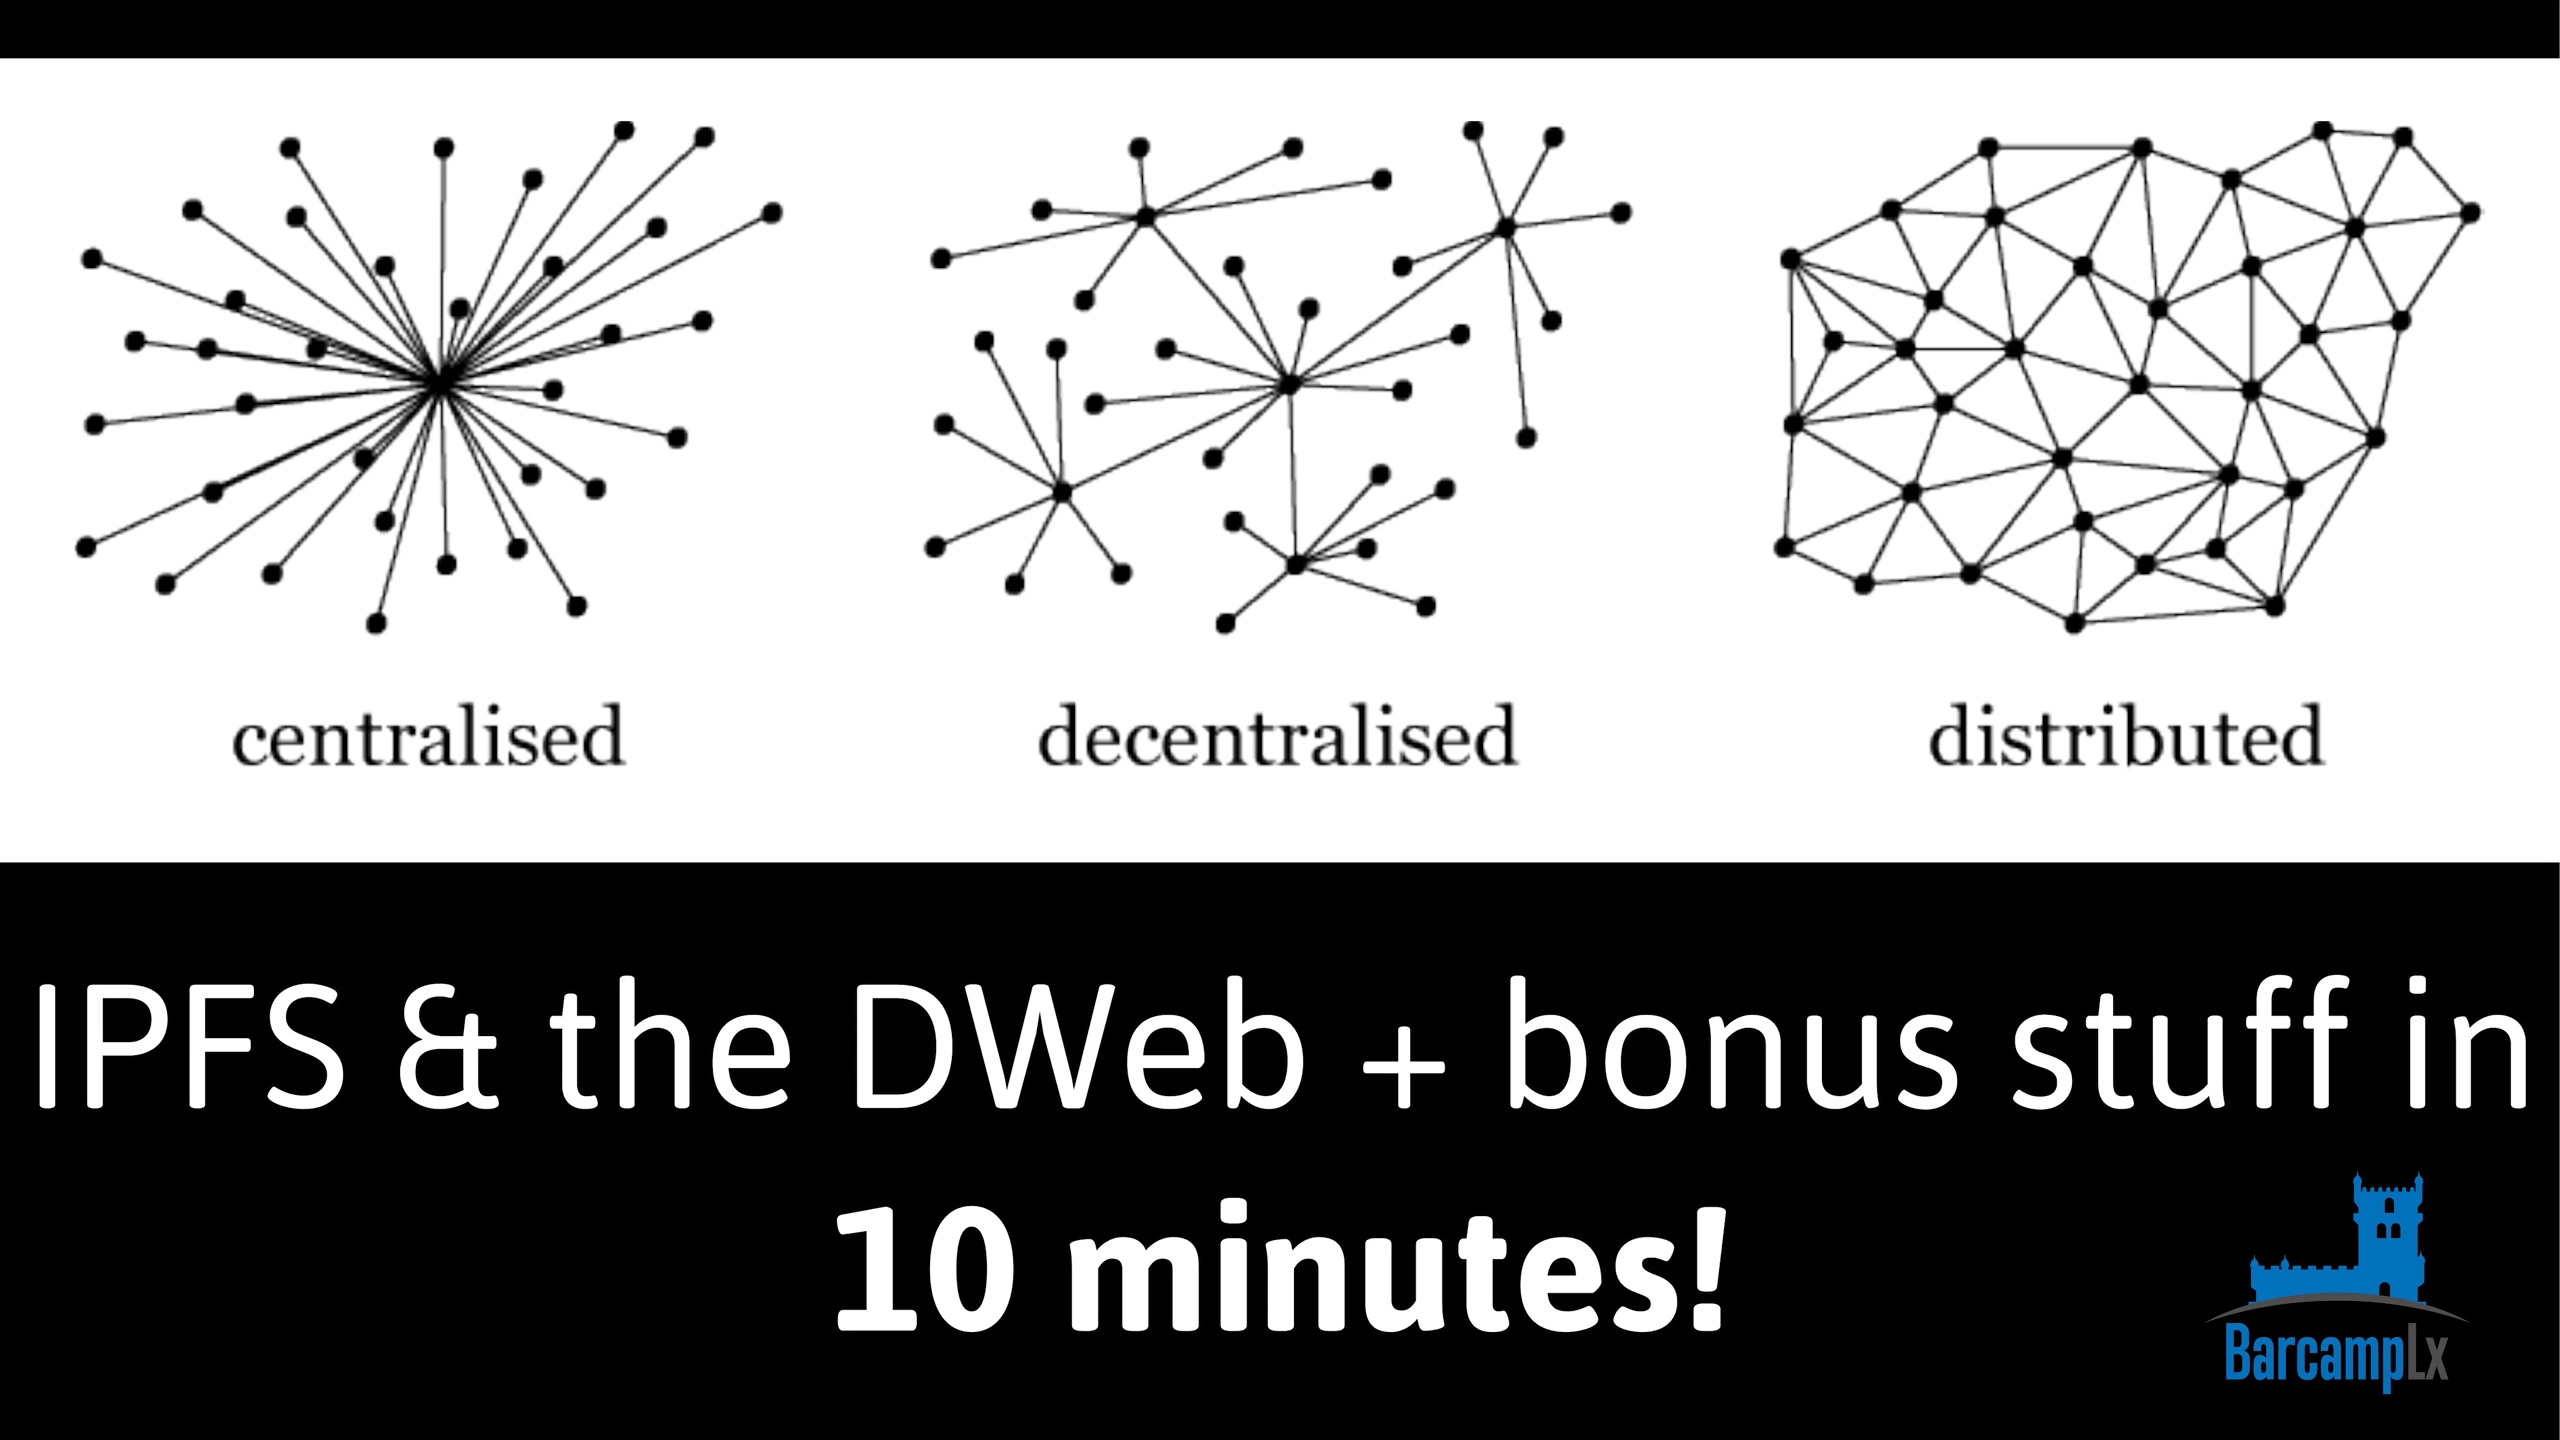 centralised
decentralised
distributed
IPFS & the DWeb + bonus stuff in
10 minutes!
BarcampLx